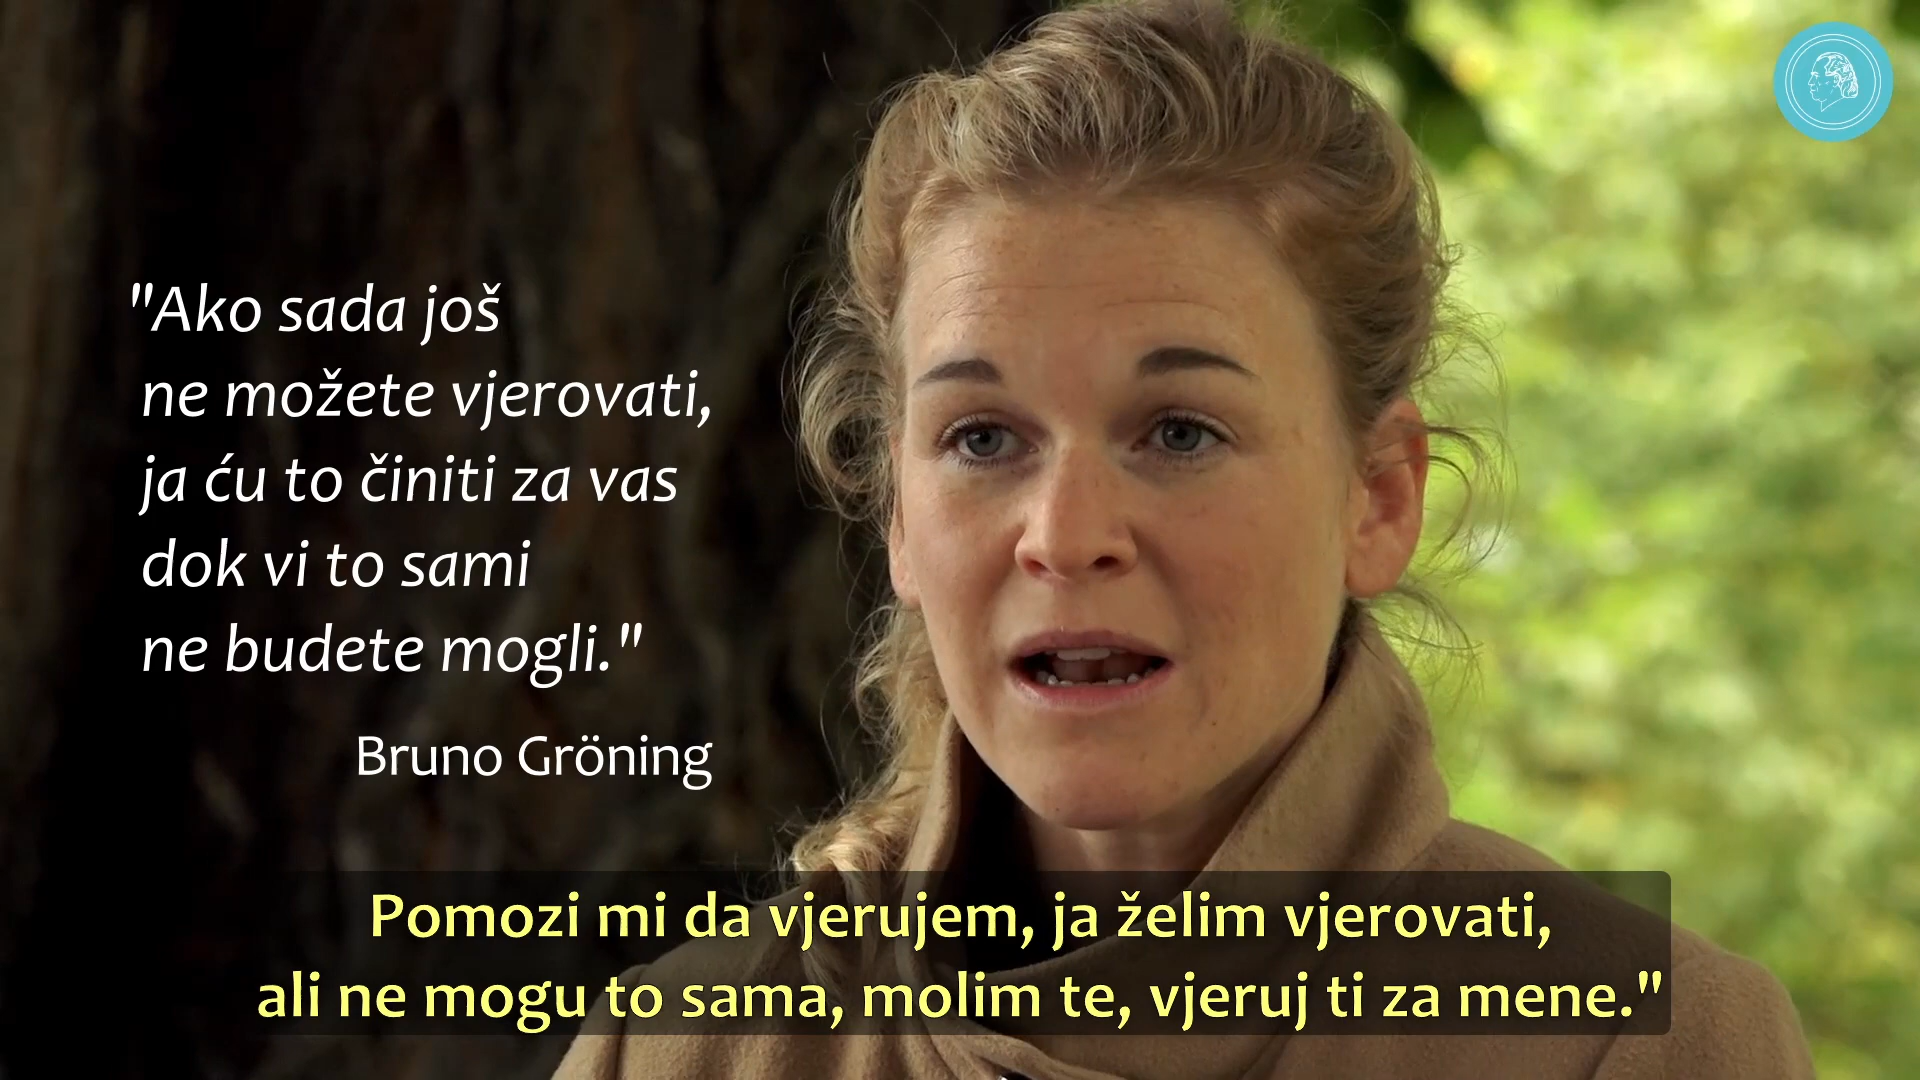 "Ako sada još
ne možete vjerovati,
ja ću to činiti za vas
dok vi to sami
ne budete mogli."
Bruno Gröning
Pomozi mi da vjerujem, ja želim vjerovati,
ali ne mogu to sama, molim te, vjeruj ti za mene."